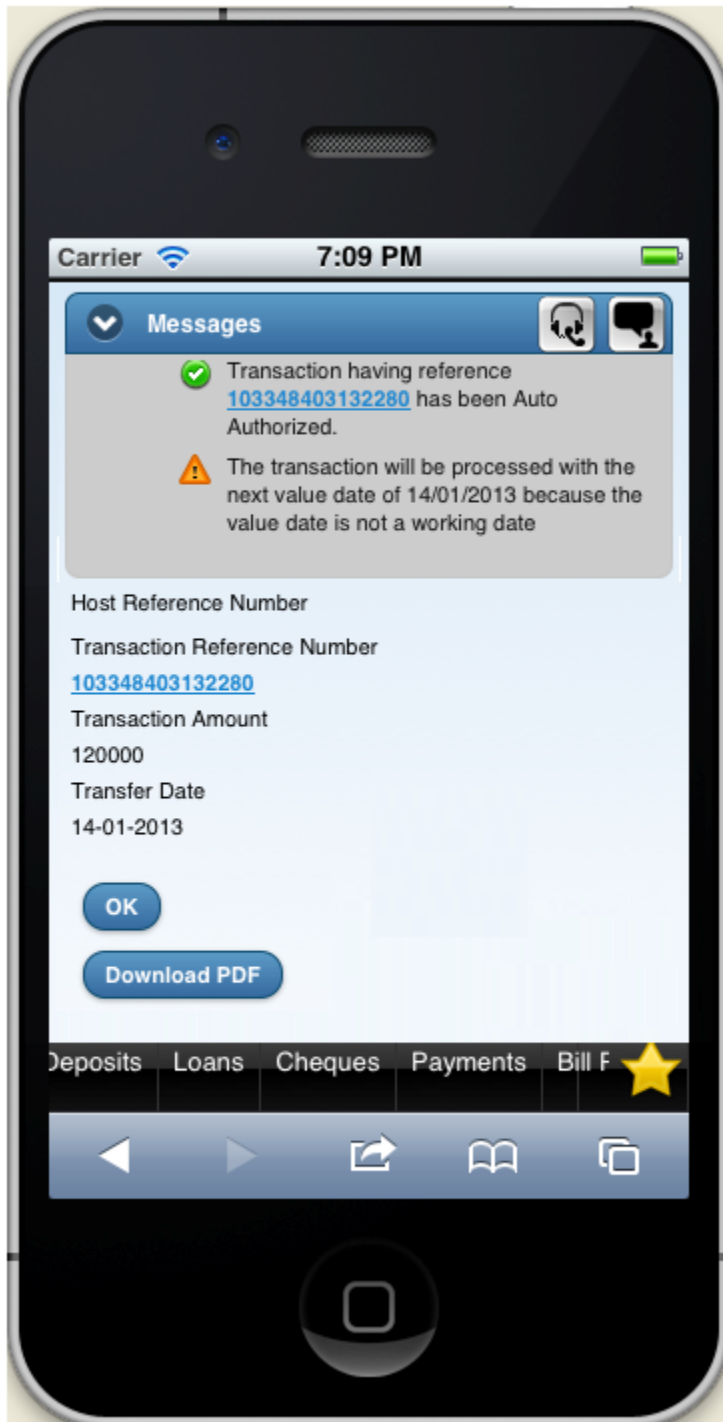 Carrier 7:09 PM
Messages
Transaction having reference
103348403132280 has been Auto
Authorized.
The transaction will be processed with the
next value date of 14/01/2013 because the
value date is not a working date
Host Reference Number
Transaction Reference Number
103348403132280
Transaction Amount
120000
Transfer Date
14-01-2013
OK
Download PDF
Deposits Loans Cheques Payments Bill